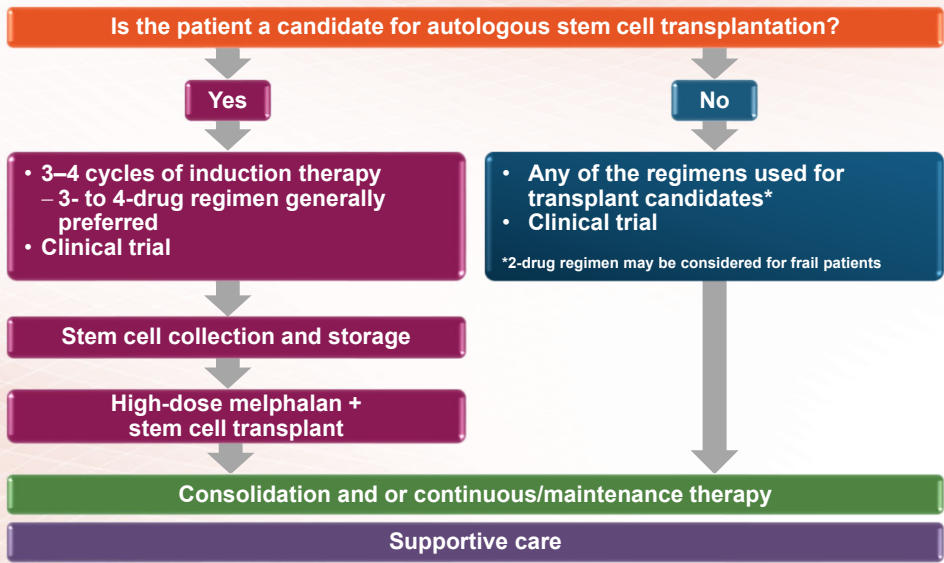 Is the patient a candidate for autologous stem cell transplantation?
Yes
No
• 3–4 cycles of induction therapy
– 3- to 4-drug regimen generally
preferred
• Clinical trial
• Any of the regimens used for
transplant candidates*
• Clinical trial
*2-drug regimen may be considered for frail patients
Stem cell collection and storage
High-dose melphalan +
stem cell transplant
Consolidation and or continuous/maintenance therapy
Supportive care